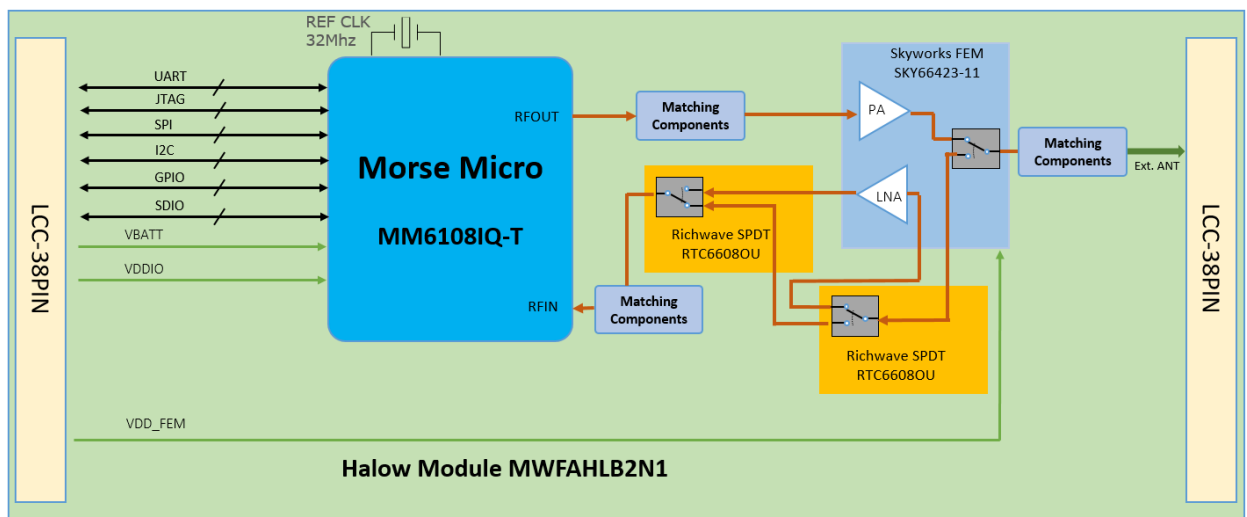 REF CLK
32Mhz
LCC-38PIN
UART
JTAG
SPI
I2C
GPIO
SDIO
VBATT
VDDIO
VDD_FEM
Morse Micro
MM6108IQ-T
RFOUT
RFIN
Matching
Components
Skyworks FEM
SKY66423-11
PA
LNA
Matching
Components
Ext. ANT
Richwave SPDT
RTC6608OU
Matching
Components
Richwave SPDT
RTC6608OU
LCC-38PIN
Halow Module MWFAHLB2N1